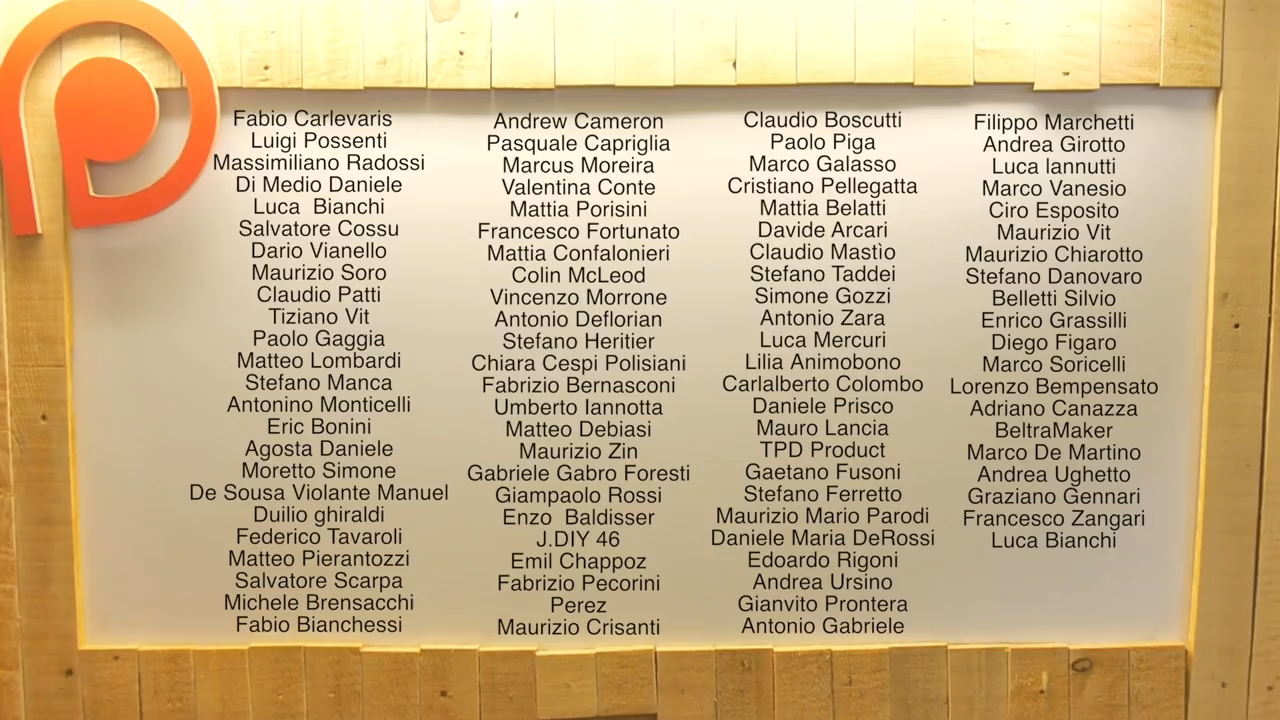 Fabio Carlevaris
Luigi Possenti
Massimiliano Radossi
Di Medio Daniele
Luca  Bianchi
Salvatore Cossu
Dario Vianello
Maurizio Soro
Claudio Patti
Tiziano Vit
Paolo Gaggia
Matteo Lombardi
Stefano Manca
Antonino Monticelli
Eric Bonini
Agosta Daniele
Moretto Simone
De Sousa Violante Manuel
Duilio ghiraldi
Federico Tavaroli
Matteo Pierantozzi
Salvatore Scarpa
Michele Brensacchi
Fabio Bianchessi
Andrew Cameron
Pasquale Capriglia
Marcus Moreira
Valentina Conte
Mattia Porisini
Francesco Fortunato
Mattia Confalonieri
Colin McLeod
Vincenzo Morrone
Antonio Deflorian
Stefano Heritier
Chiara Cespi Polisiani
Fabrizio Bernasconi
Umberto Iannotta
Matteo Debiasi
Maurizio Zin
Gabriele Gabro Foresti
Giampaolo Rossi
Enzo  Baldisser
J.DIY 46
Emil Chappoz
Fabrizio Pecorini
Perez
Maurizio Crisanti
Claudio Boscutti
Paolo Piga
Marco Galasso
Cristiano Pellegatta
Mattia Belatti
Davide Arcari
Claudio Mastìo
Stefano Taddei
Simone Gozzi
Antonio Zara
Luca Mercuri
Lilia Animobono
Carlalberto Colombo
Daniele Prisco
Mauro Lancia
TPD Product
Gaetano Fusoni
Stefano Ferretto
Maurizio Mario Parodi
Daniele Maria DeRossi
Edoardo Rigoni
Andrea Ursino
Gianvito Prontera
Antonio Gabriele
Filippo Marchetti
Andrea Girotto
Luca Iannutti
Marco Vanesio
Ciro Esposito
Maurizio Vit
Maurizio Chiarotto
Stefano Danovaro
Belletti Silvio
Enrico Grassilli
Diego Figaro
Marco Soricelli
Lorenzo Bempensato
Adriano Canazza
BeltraMaker
Marco De Martino
Andrea Ughetto
Graziano Gennari
Francesco Zangari
Luca Bianchi